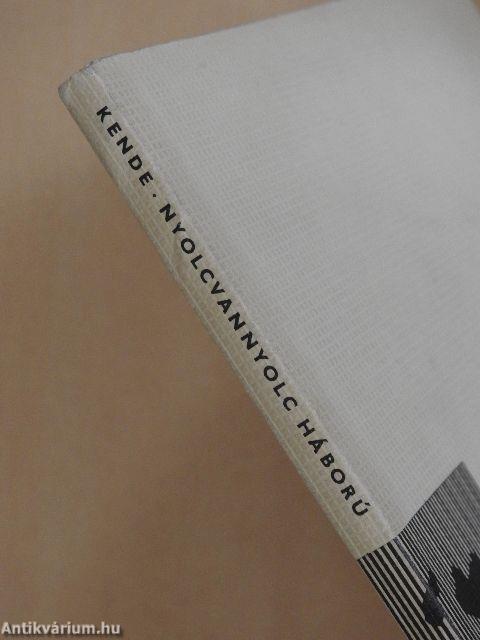 KENDE · NYOLCVANNYOLC HÁBORÚ
Antikvárium.hu